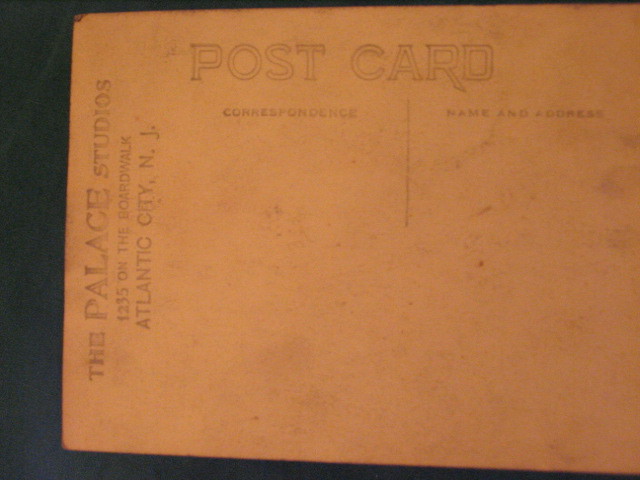 POST CARD
CORRESPONDENCE
NAME AND ADDRESS
THE PALACE STUDIOS
1235 ON THE BOARDWALK
ATLANTIC CITY, N. J.